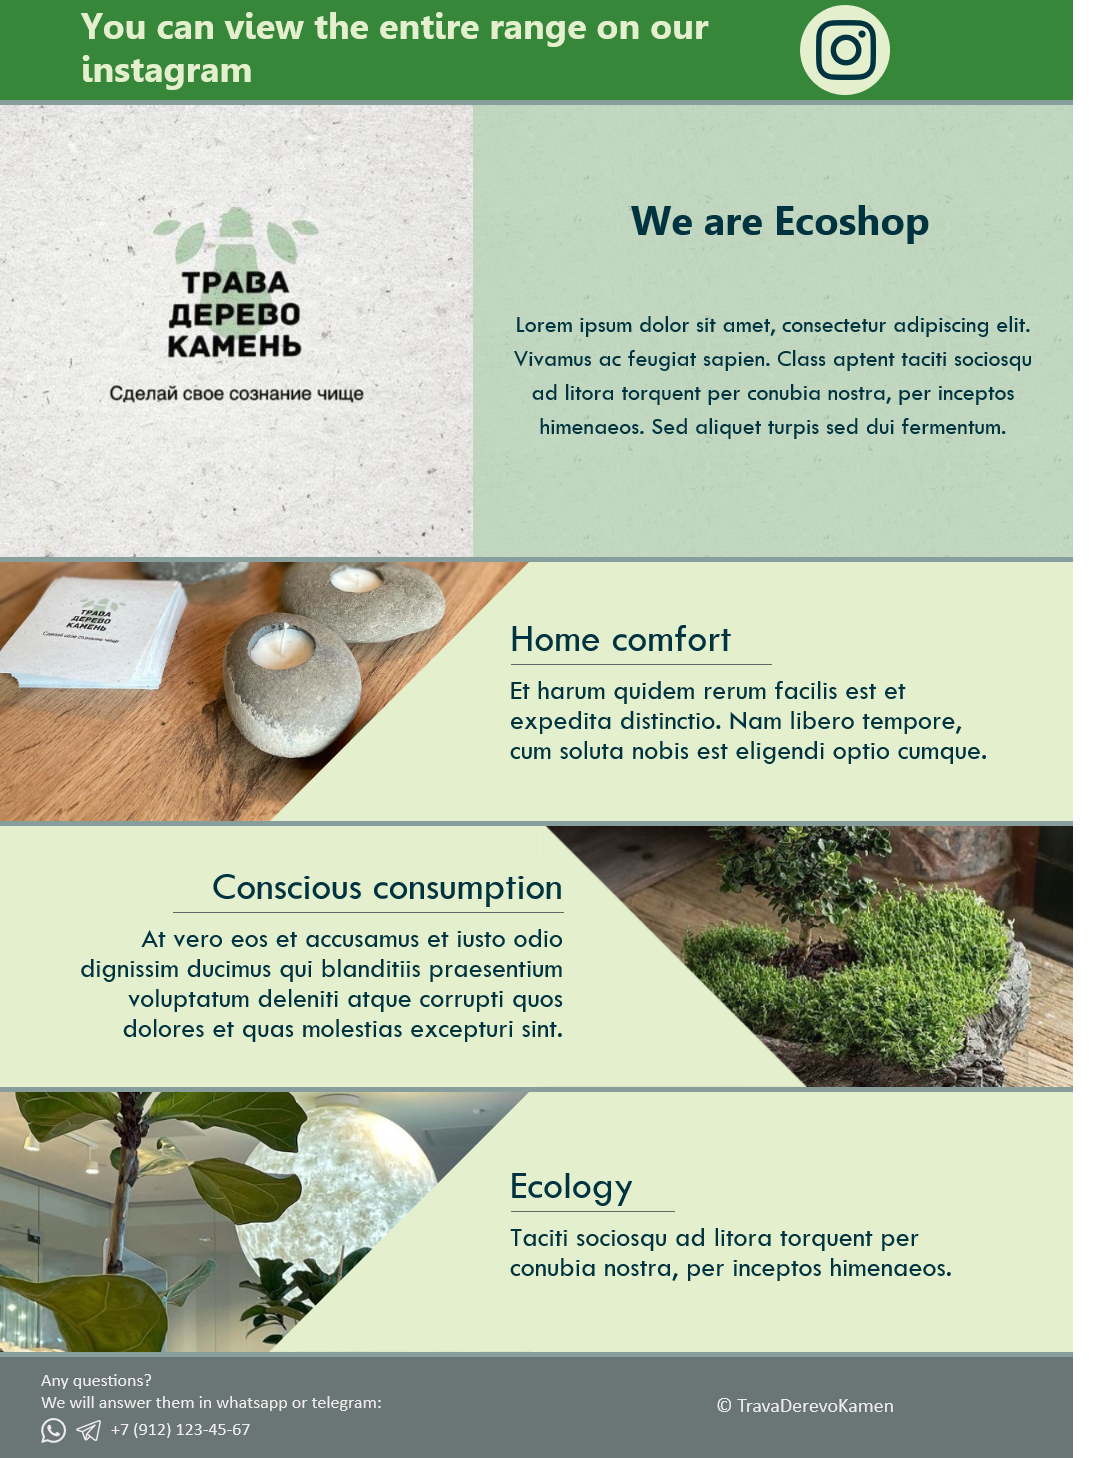 You can view the entire range on our
instagram
ТРАВА
ДЕРЕВО
КАМЕНЬ
Сделай свое сознание чище
We are Ecoshop
Lorem ipsum dolor sit amet, consectetur adipiscing elit.
Vivamus ac feugiat sapien. Class aptent taciti sociosqu
ad litora torquent per conubia nostra, per inceptos
himenaeos. Sed aliquet turpis sed dui fermentum.
ТРАВА
ДЕРЕВО
КАМЕНЬ
Сделай свое сознание чище
Home comfort
Et harum quidem rerum facilis est et
expedita distinctio. Nam libero tempore,
cum soluta nobis est eligendi optio cumque.
Conscious consumption
At vero eos et accusamus et iusto odio
dignissim ducimus qui blanditiis praesentium
voluptatum deleniti atque corrupti quos
dolores et quas molestias excepturi sint.
Ecology
Taciti sociosqu ad litora torquent per
conubia nostra, per inceptos himenaeos.
Any questions?
We will answer them in whatsapp or telegram:
+7 (912) 123-45-67
© TravaDerevoKamen